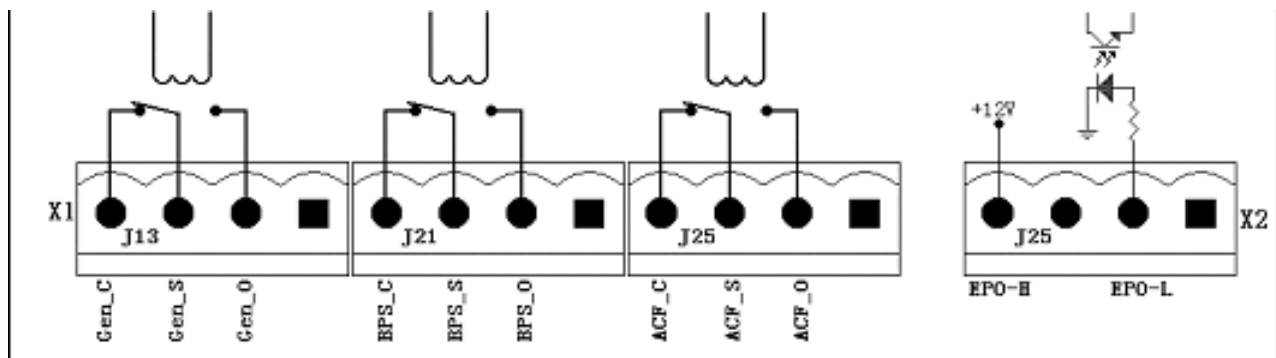 +12V
X1
J13
J21
J25
J25
X2
Gen_C
Gen_S
Gen_O
BPS_C
BPS_S
BPS_O
ACF_C
ACF_S
ACF_O
EPO-H
EPO-L